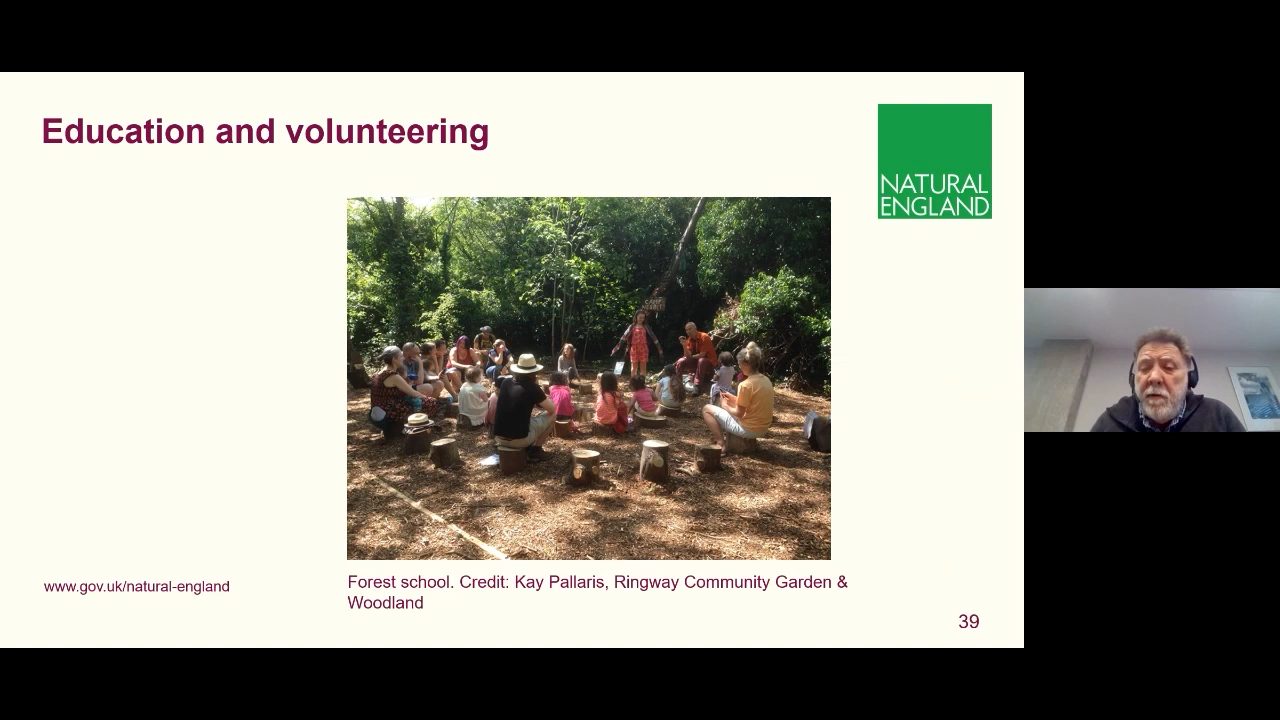 Education and volunteering
NATURAL
ENGLAND
Forest school. Credit: Kay Pallaris, Ringway Community Garden &
Woodland
www.gov.uk/natural-england
39